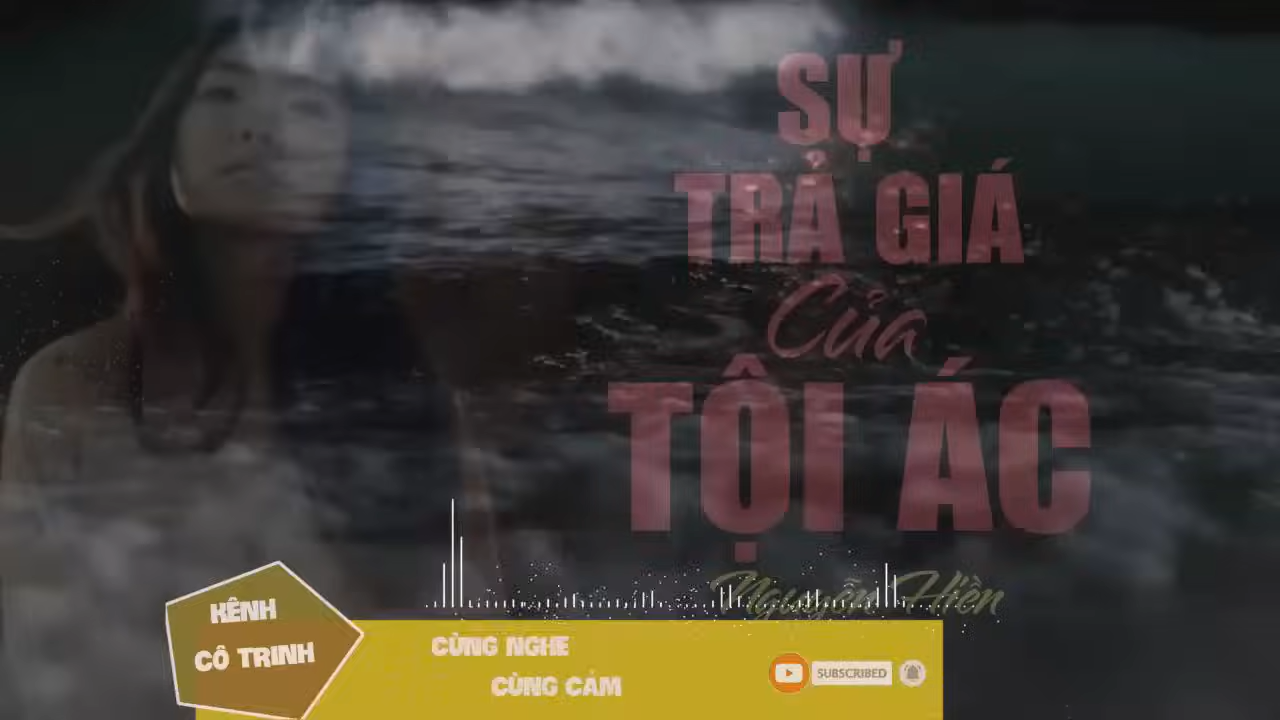 SỰ
TRẢ GIÁ
Của
TỘI ÁC
Nguyễn Hiền
KÊNH
CÔ TRINH
CÙNG NGHE
CÙNG CẢM
SUBSCRIBED